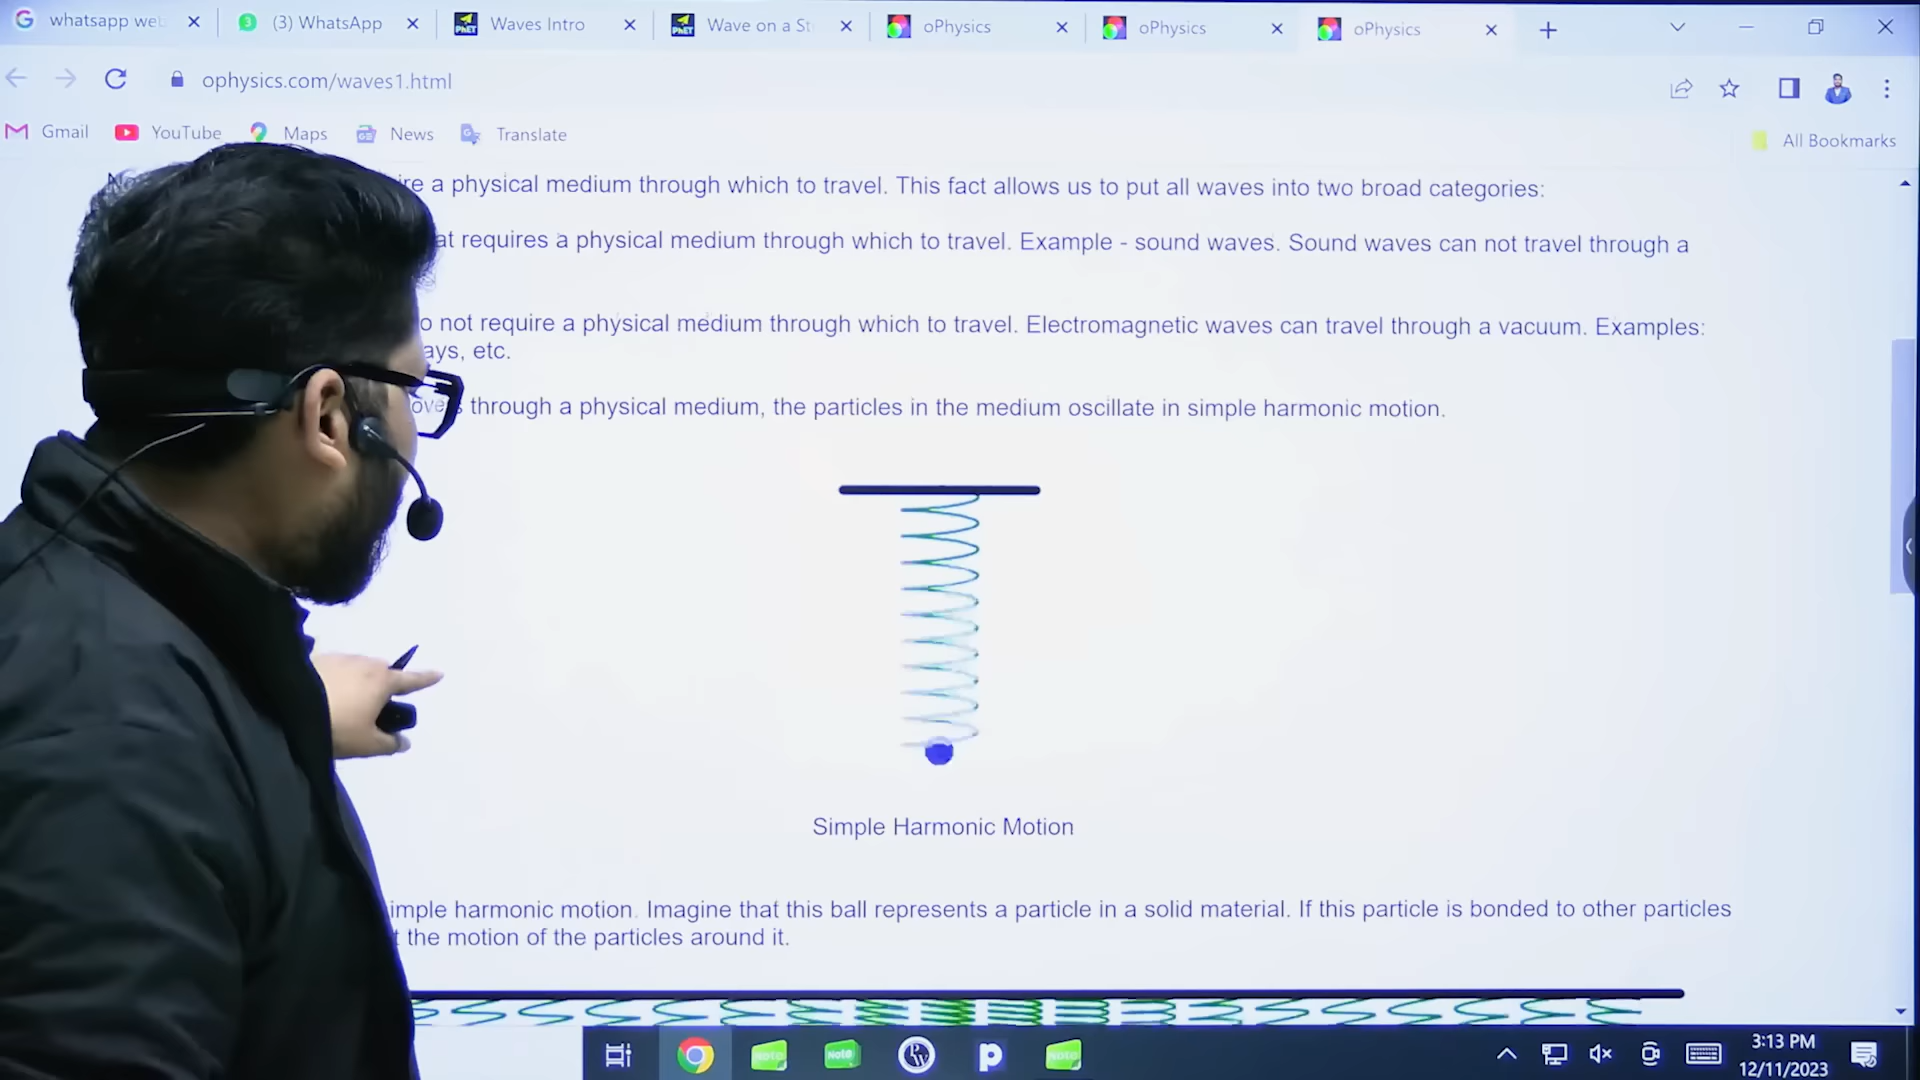 whatsapp web
(3) WhatsApp
Waves Intro
Wave on a St
oPhysics
oPhysics
oPhysics
ophysics.com/waves1.html
Gmail
YouTube
Maps
News
Translate
All Bookmarks
a physical medium through which to travel. This fact allows us to put all waves into two broad categories:
requires a physical medium through which to travel. Example - sound waves. Sound waves can not travel through a
not require a physical medium through which to travel. Electromagnetic waves can travel through a vacuum. Examples:
etc.
through a physical medium, the particles in the medium oscillate in simple harmonic motion.
Simple Harmonic Motion
harmonic motion. Imagine that this ball represents a particle in a solid material. If this particle is bonded to other particles
the motion of the particles around it.
3:13 PM
12/11/2023